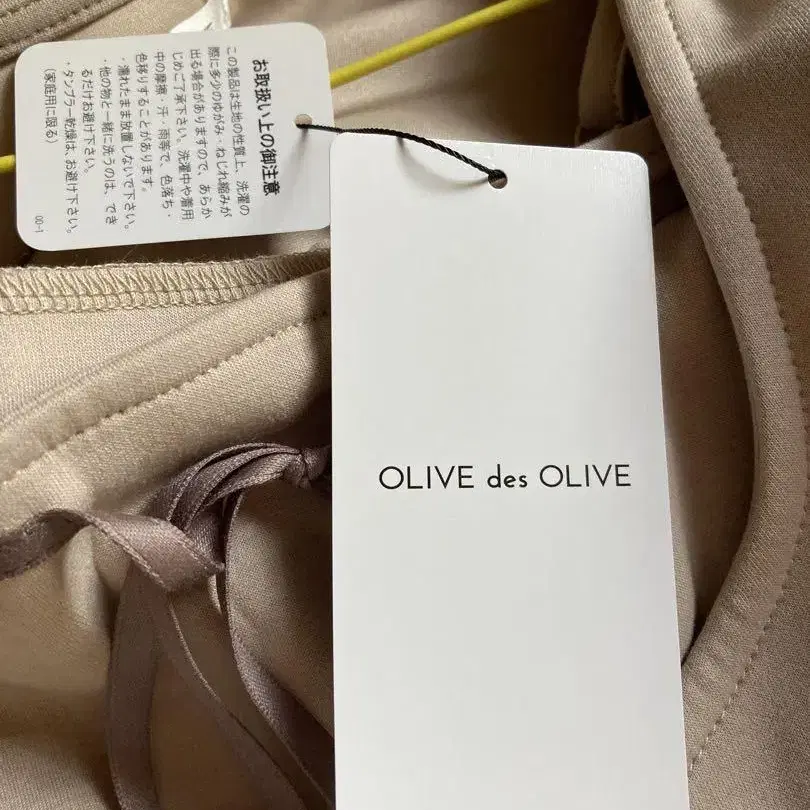 お取扱い上の御注意
この製品は生地の性質上、洗濯の
際に多少のゆがみ・ねじれ縮みが
出る場合がありますので、あらか
じめご了承下さい。洗濯中や着用
中の摩擦・汗・雨等で、色落ち・
色移りすることがあります。
・濡れたまま放置しないで下さい。
・他の物と一緒に洗うのは、でき
るだけお避け下さい。
・タンブラー乾燥は、お避け下さい。
(家庭用に限る)
00-1
OLIVE des OLIVE